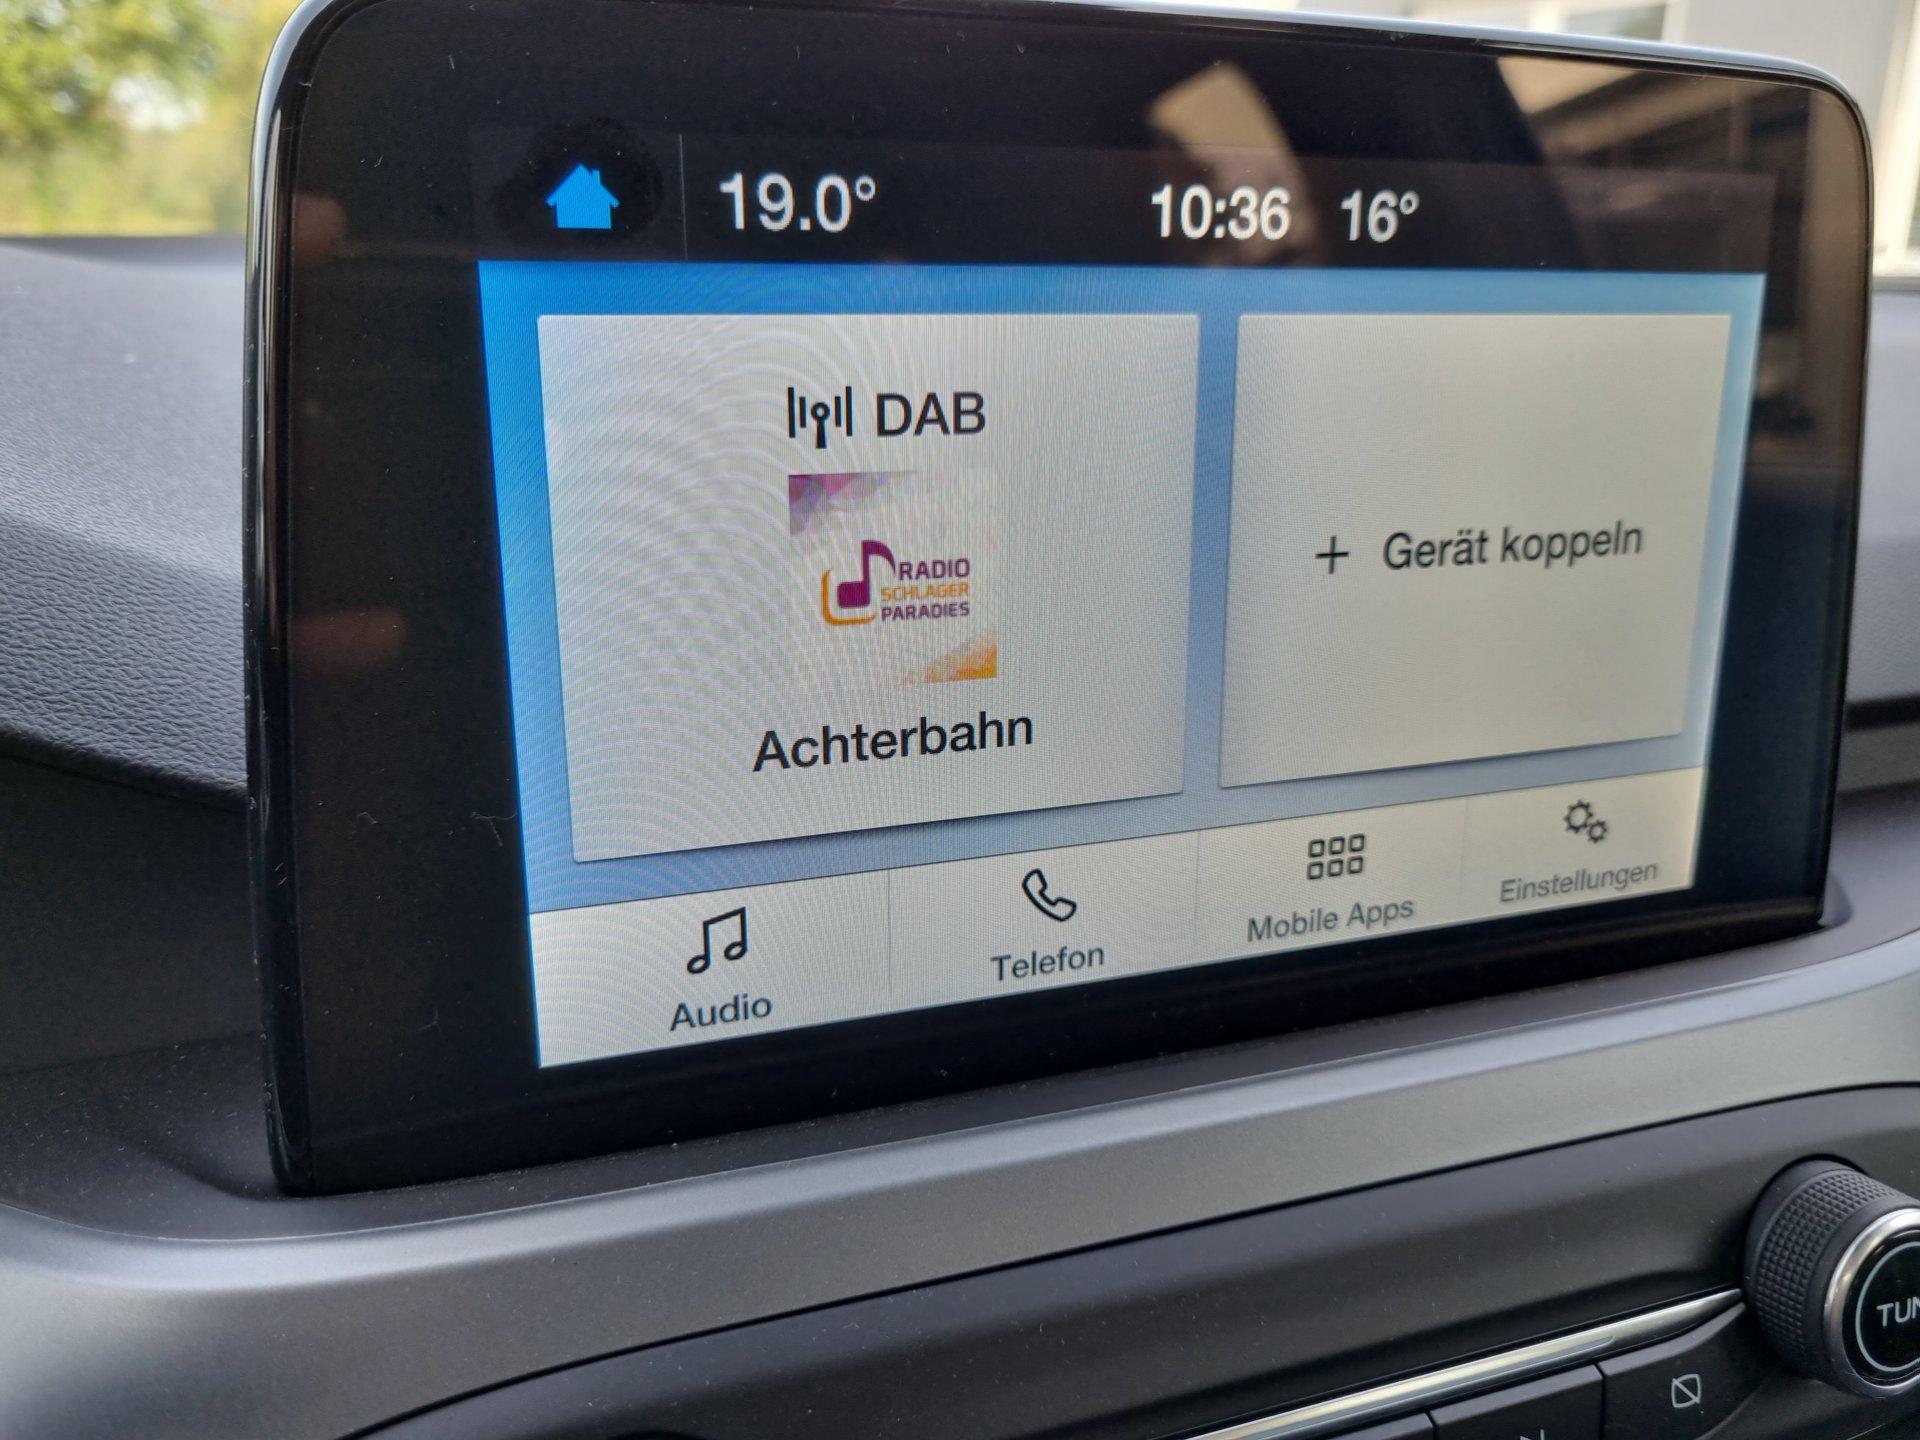 19.0°
10:36
16°
DAB
RADIO
SCHLAGER
PARADIES
Achterbahn
+ Gerät koppeln
Audio
Telefon
Mobile Apps
Einstellungen